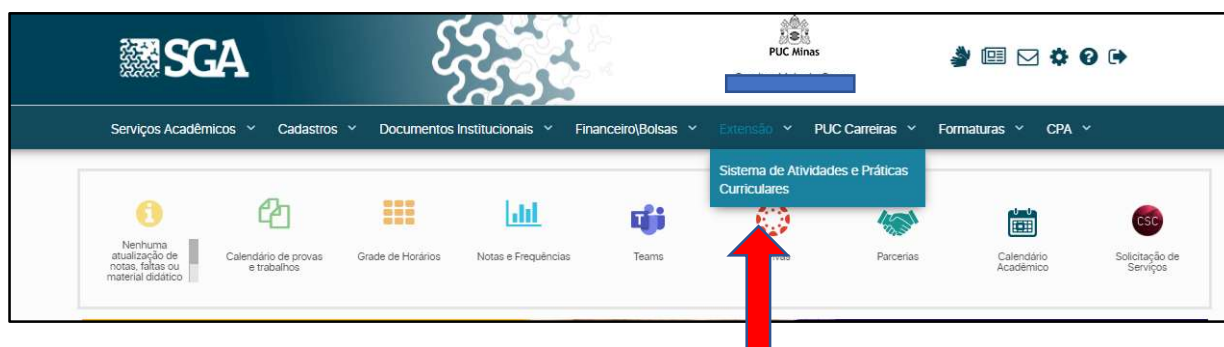 SGA
PUC Minas
Serviços Acadêmicos
Cadastros
Documentos Institucionais
Financeiro\Bolsas
Extensão
PUC Carreiras
Formaturas
CPA
Sistema de Atividades e Práticas
Curriculares
Nenhuma
atualização de
notas, faltas ou
material didático
Calendário de provas
e trabalhos
Grade de Horários
Notas e Frequências
Teams
Parcerias
Calendário
Acadêmico
CSC
Solicitação de
Serviços